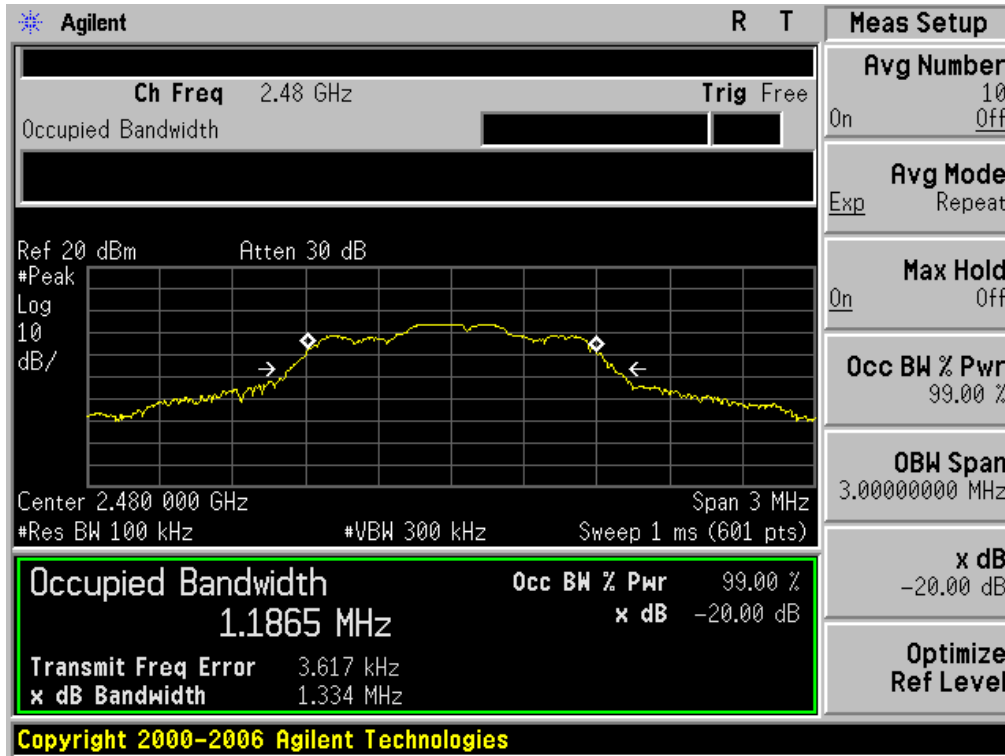 Agilent R T
Ch Freq 2.48 GHz Trig Free
Occupied Bandwidth
Ref 20 dBm Atten 30 dB
#Peak
Log
10
dB/
Center 2.480 000 GHz Span 3 MHz
#Res BW 100 kHz #VBW 300 kHz Sweep 1 ms (601 pts)
Occupied Bandwidth
1.1865 MHz
Occ BW % Pwr 99.00 %
x dB -20.00 dB
Transmit Freq Error 3.617 kHz
x dB Bandwidth 1.334 MHz
Copyright 2000-2006 Agilent Technologies
Meas Setup
Avg Number
10
On Off
Avg Mode
Exp Repeat
Max Hold
On Off
Occ BW % Pwr
99.00 %
OBW Span
3.00000000 MHz
x dB
-20.00 dB
Optimize
Ref Level